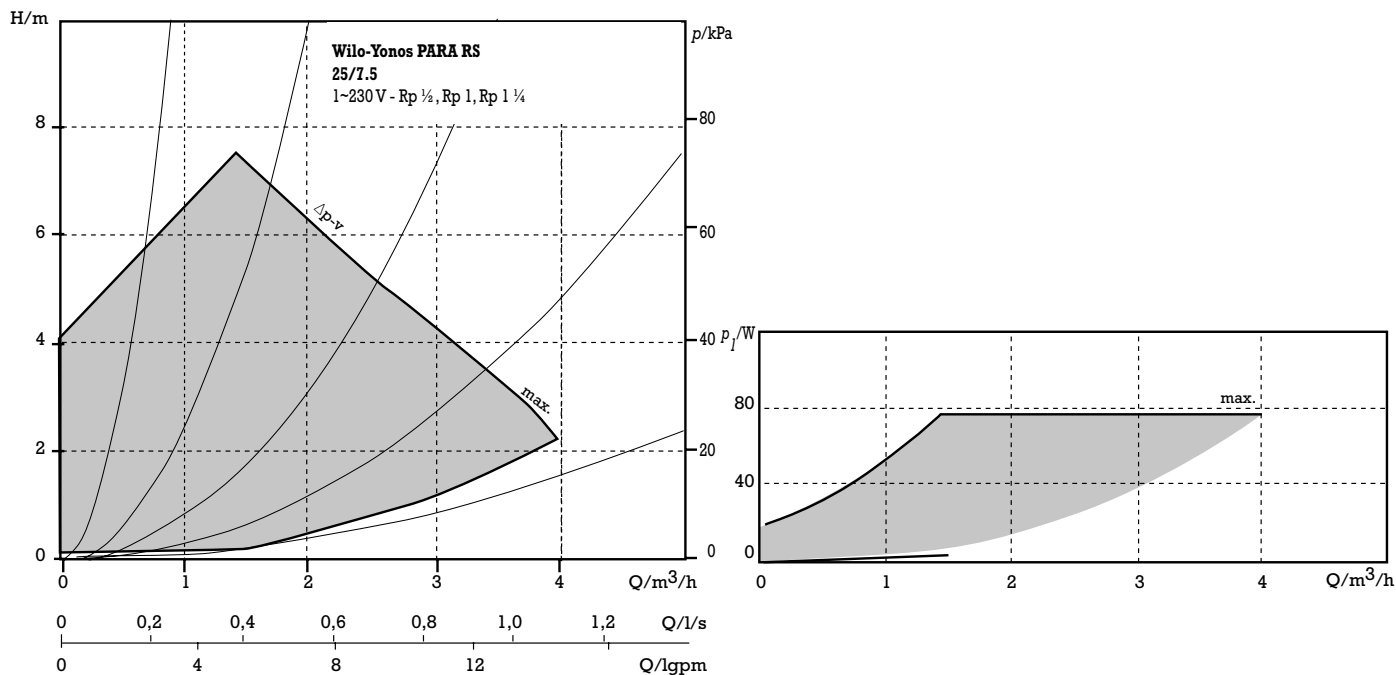 H/m
p/kPa
Wilo-Yonos PARA RS
25/7.5
1~230 V - Rp ½, Rp 1, Rp 1 ¼
8
6
4
2
0
80
60
40
20
0
Δp-v
max.
0 1 2 3 4 Q/m³/h
0 0,2 0,4 0,6 0,8 1,0 1,2 Q/l/s
0 4 8 12 Q/lgpm
p₁/W
80
40
0
max.
0 1 2 3 4 Q/m³/h